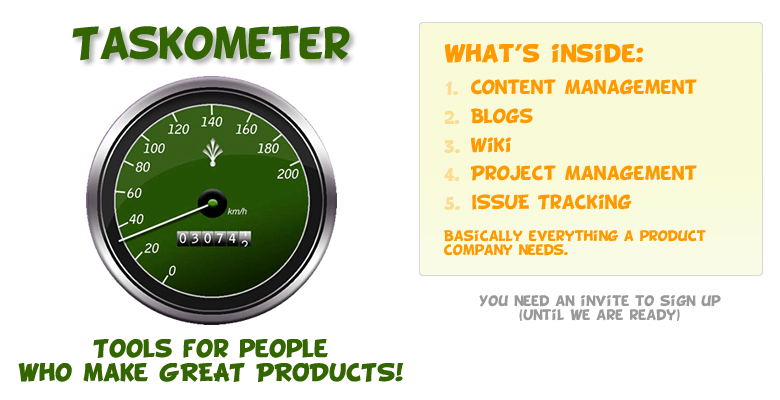 TASKOMETER
0
20
40
60
80
100
120
140
160
180
200
km/h
03074
TOOLS FOR PEOPLE
WHO MAKE GREAT PRODUCTS!
WHAT'S INSIDE:
1. CONTENT MANAGEMENT
2. BLOGS
3. WIKI
4. PROJECT MANAGEMENT
5. ISSUE TRACKING
BASICALLY EVERYTHING A PRODUCT
COMPANY NEEDS.
YOU NEED AN INVITE TO SIGN UP
(UNTIL WE ARE READY)